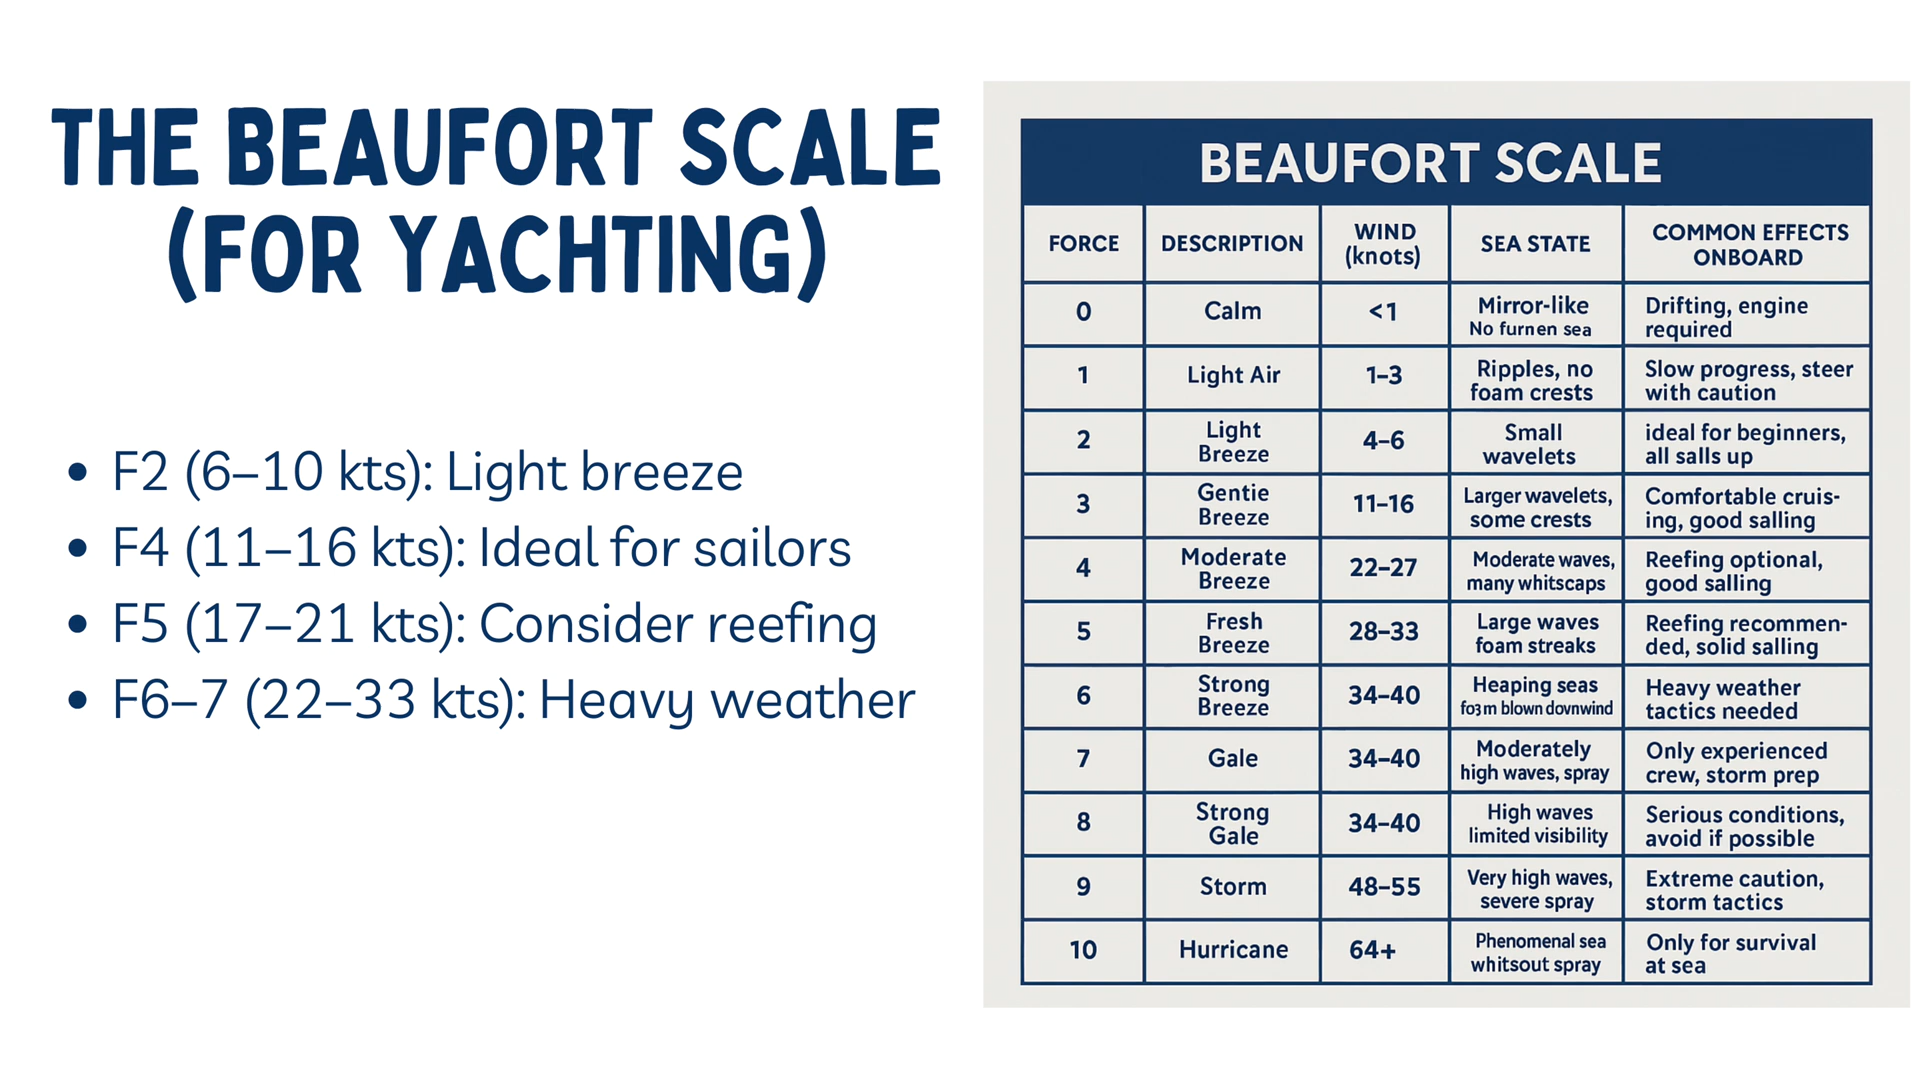 THE BEAUFORT SCALE
(FOR YACHTING)
• F2 (6–10 kts): Light breeze
• F4 (11–16 kts): Ideal for sailors
• F5 (17–21 kts): Consider reefing
• F6–7 (22–33 kts): Heavy weather
BEAUFORT SCALE
FORCE
DESCRIPTION
WIND
(knots)
SEA STATE
COMMON EFFECTS
ONBOARD
0
Calm
<1
Mirror-like
No furnen sea
Drifting, engine
required
1
Light Air
1–3
Ripples, no
foam crests
Slow progress, steer
with caution
2
Light
Breeze
4–6
Small
wavelets
ideal for beginners,
all salls up
3
Gentie
Breeze
11–16
Larger wavelets,
some crests
Comfortable cruis-
ing, good salling
4
Moderate
Breeze
22–27
Moderate waves,
many whitscaps
Reefing optional,
good salling
5
Fresh
Breeze
28–33
Large waves
foam streaks
Reefing recommen-
ded, solid salling
6
Strong
Breeze
34–40
Heaping seas
fo3m blown dovnwind
Heavy weather
tactics needed
7
Gale
34–40
Moderately
high waves, spray
Only experienced
crew, storm prep
8
Strong
Gale
34–40
High waves
limited visibility
Serious conditions,
avoid if possible
9
Storm
48–55
Very high waves,
severe spray
Extreme caution,
storm tactics
10
Hurricane
64+
Phenomenal sea
whitsout spray
Only for survival
at sea